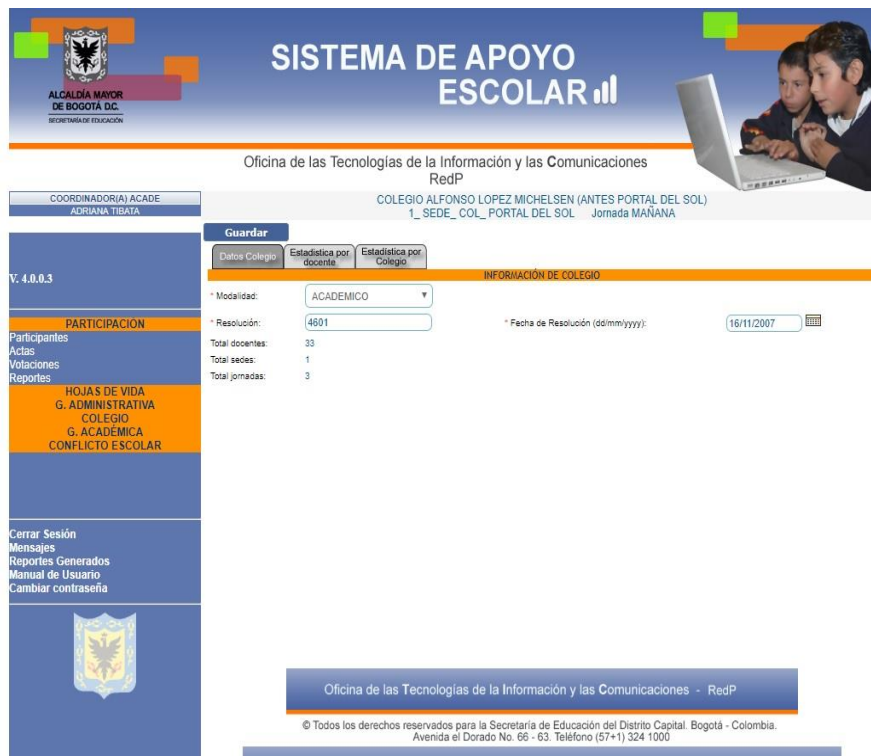 SISTEMA DE APOYO
ESCOLAR
ALCALDÍA MAYOR
DE BOGOTÁ D.C.
SECRETARÍA DE EDUCACIÓN
Oficina de las Tecnologías de la Información y las Comunicaciones
RedP
COORDINADOR(A) ACADE
ADRIANA TIBATA
COLEGIO ALFONSO LOPEZ MICHELSEN (ANTES PORTAL DEL SOL)
1_ SEDE_ COL_ PORTAL DEL SOL Jornada MAÑANA
Guardar
Datos Colegio
Estadistica por
docente
Estadística por
Colegio
INFORMACIÓN DE COLEGIO
V. 4.0.0.3
* Modalidad: ACADEMICO
* Resolución: 4601 * Fecha de Resolución (dd/mm/yyyy): 16/11/2007
Total docentes: 33
Total sedes: 1
Total jornadas: 3
PARTICIPACIÓN
Participantes
Actas
Votaciones
Reportes
HOJAS DE VIDA
G. ADMINISTRATIVA
COLEGIO
G. ACADÉMICA
CONFLICTO ESCOLAR
Cerrar Sesión
Mensajes
Reportes Generados
Manual de Usuario
Cambiar contraseña
Oficina de las Tecnologías de la Información y las Comunicaciones - RedP
© Todos los derechos reservados para la Secretaría de Educación del Distrito Capital. Bogotá - Colombia.
Avenida el Dorado No. 66 - 63. Teléfono (57+1) 324 1000